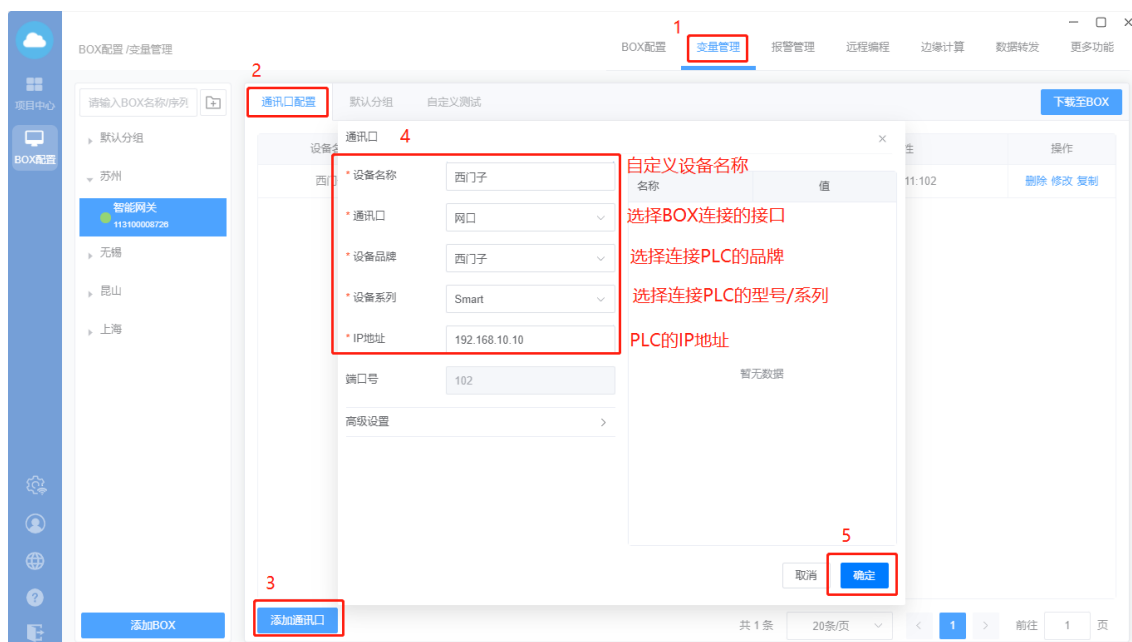 1
BOX配置 /变量管理
BOX配置 变量管理 报警管理 远程编程 边缘计算 数据转发 更多功能
项目中心
BOX配置
请输入BOX名称/序列
默认分组
苏州
智能网关
113100008726
无锡
昆山
上海
添加BOX
2
通讯口配置 默认分组 自定义测试
下载至BOX
设备名
操作
西门
11:102
删除 修改 复制
通讯口 4
* 设备名称 西门子
自定义设备名称
名称 值
* 通讯口 网口
选择BOX连接的接口
* 设备品牌 西门子
选择连接PLC的品牌
* 设备系列 Smart
选择连接PLC的型号/系列
* IP地址 192.168.10.10
PLC的IP地址
端口号 102
暂无数据
高级设置
5
取消 确定
3
添加通讯口
共 1 条 20条/页 1 前往 1 页